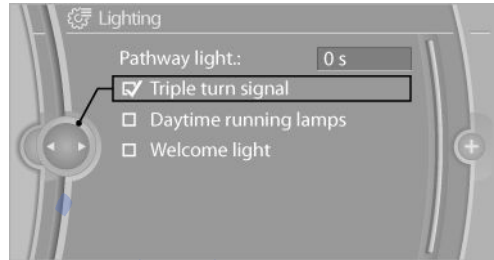 Lighting
Pathway light.: 0 s
Triple turn signal
Daytime running lamps
Welcome light